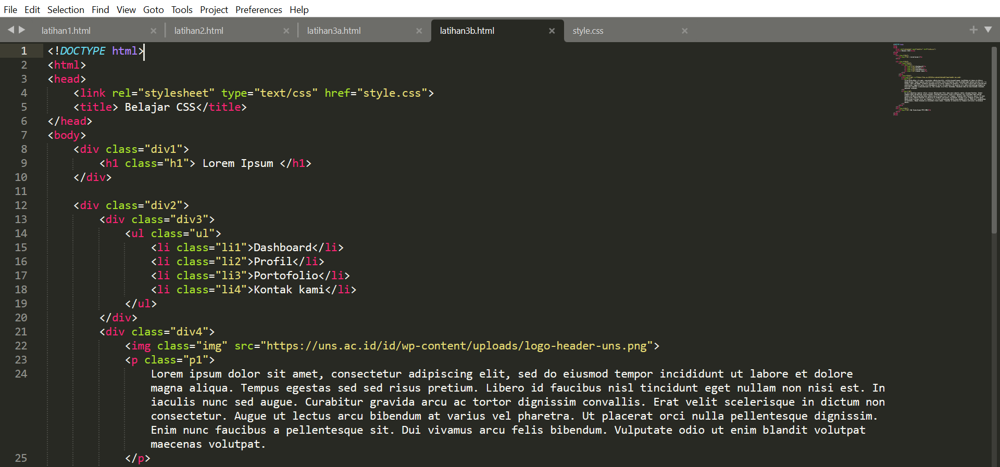 File Edit Selection Find View Goto Tools Project Preferences Help
latihan1.html × latihan2.html × latihan3a.html × latihan3b.html × style.css × +
1 <!DOCTYPE html>
2 <html>
3 <head>
4     <link rel="stylesheet" type="text/css" href="style.css">
5     <title> Belajar CSS</title>
6 </head>
7 <body>
8     <div class="div1">
9         <h1 class="h1"> Lorem Ipsum </h1>
10     </div>
11
12     <div class="div2">
13         <div class="div3">
14             <ul class="ul">
15                 <li class="li1">Dashboard</li>
16                 <li class="li2">Profil</li>
17                 <li class="li3">Portofolio</li>
18                 <li class="li4">Kontak kami</li>
19             </ul>
20         </div>
21         <div class="div4">
22             <img class="img" src="https://uns.ac.id/id/wp-content/uploads/logo-header-uns.png">
23             <p class="p1">
24                 Lorem ipsum dolor sit amet, consectetur adipiscing elit, sed do eiusmod tempor incididunt ut labore et dolore
magna aliqua. Tempus egestas sed sed risus pretium. Libero id faucibus nisl tincidunt eget nullam non nisi est. In
iaculis nunc sed augue. Curabitur gravida arcu ac tortor dignissim convallis. Erat velit scelerisque in dictum non
consectetur. Augue ut lectus arcu bibendum at varius vel pharetra. Ut placerat orci nulla pellentesque dignissim.
Enim nunc faucibus a pellentesque sit. Dui vivamus arcu felis bibendum. Vulputate odio ut enim blandit volutpat
maecenas volutpat.
25             </p>